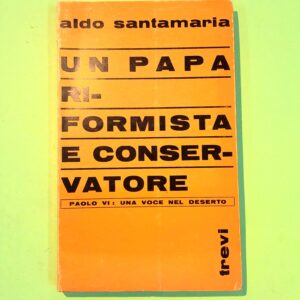 aldo santamaria
UN PAPA
RI-
FORMISTA
E CONSER-
VATORE
PAOLO VI: UNA VOCE NEL DESERTO
trevi